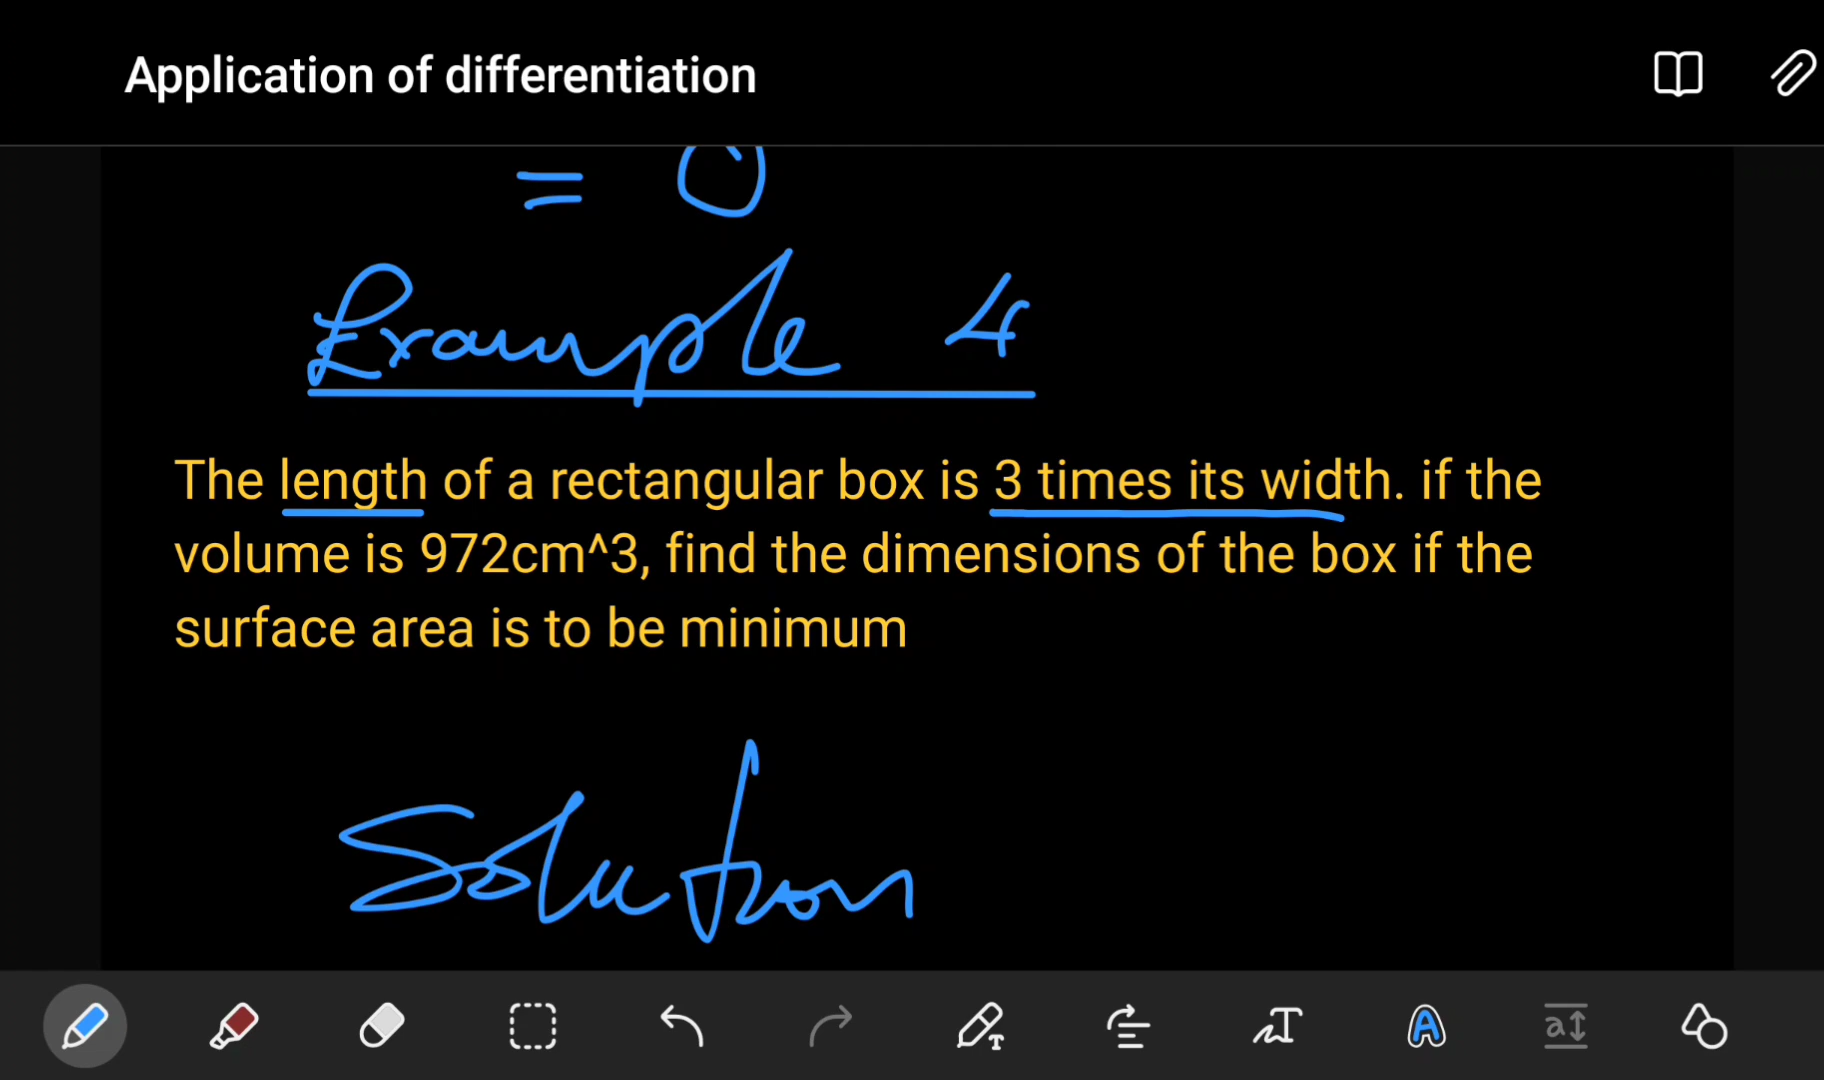 Application of differentiation
= 0
Example 4
The length of a rectangular box is 3 times its width. if the
volume is 972cm^3, find the dimensions of the box if the
surface area is to be minimum
Solution